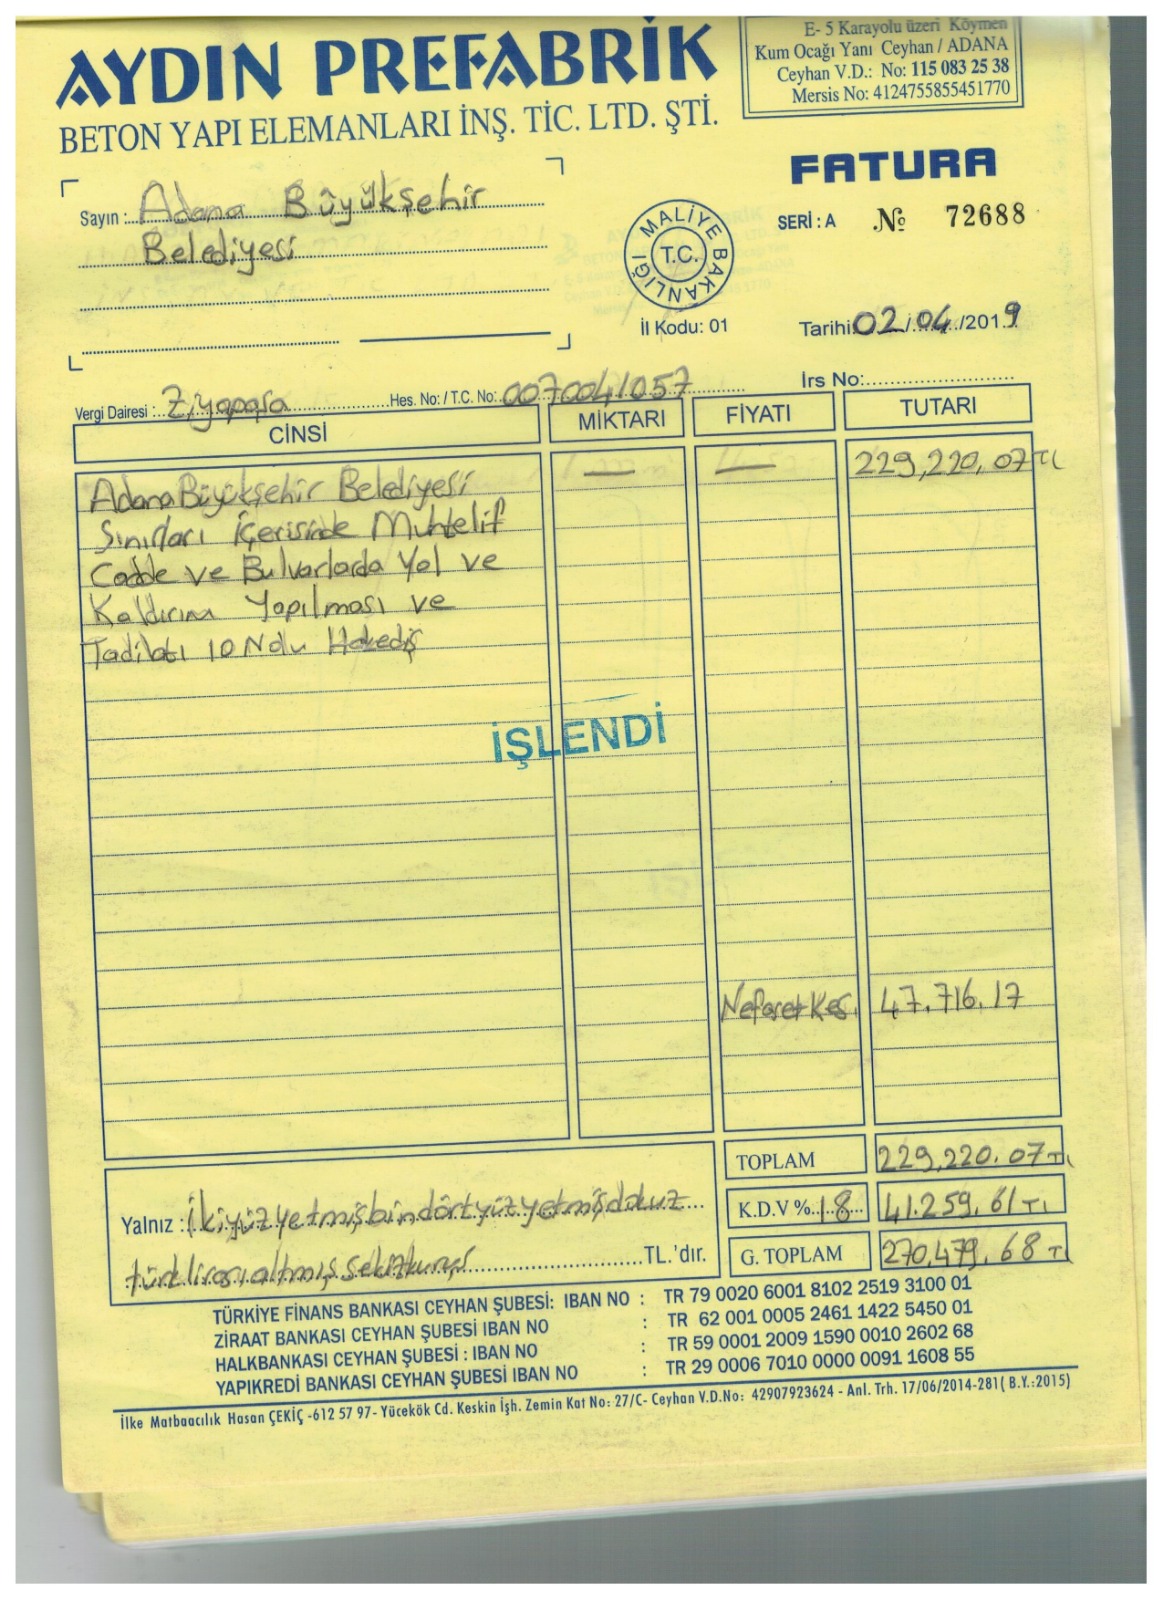 AYDIN PREFABRİK
BETON YAPI ELEMANLARI İNŞ. TİC. LTD. ŞTİ.
E- 5 Karayolu üzeri Köymen
Kum Ocağı Yanı Ceyhan / ADANA
Ceyhan V.D.: No: 115 083 25 38
Mersis No: 4124755855451770
FATURA
Sayın : Adana Büyükşehir
Belediyesi
MALİYE BAKANLIĞI
T.C.
SERİ : A № 72688
İl Kodu: 01
Tarihi: 02/04/2019
İrs No:
Vergi Dairesi : Ziyapaşa Hes. No: / T.C. No: 0070041057
CİNSİ MİKTARI FİYATI TUTARI
Adana Büyükşehir Belediyesi — — 229,220,07 TL
Sınırları İçerisinde Muhtelif
Cadde ve Bulvarlarda Yol ve
Kaldırım Yapılması ve
Tadilatı 10 Nolu Hakediş
İŞLENDİ
Nefaset Kes. 47.716.17
TOPLAM 229,220.07 TL
Yalnız : İkiyüzyetmişbindörtyüzyetmişdokuz K.D.V %. 18 41.259,61 TL
türklirasıaltmışsekizkuruş TL.'dır. G. TOPLAM 270,479.68 TL
TÜRKİYE FİNANS BANKASI CEYHAN ŞUBESİ: IBAN NO : TR 79 0020 6001 8102 2519 3100 01
ZİRAAT BANKASI CEYHAN ŞUBESİ IBAN NO : TR 62 001 0005 2461 1422 5450 01
HALKBANKASI CEYHAN ŞUBESİ : IBAN NO : TR 59 0001 2009 1590 0010 2602 68
YAPIKREDİ BANKASI CEYHAN ŞUBESİ IBAN NO : TR 29 0006 7010 0000 0091 1608 55
İlke Matbaacılık Hasan ÇEKİÇ -612 57 97- Yücekök Cd. Keskin İşh. Zemin Kat No: 27/C- Ceyhan V.D.No: 42907923624 - Anl. Trh. 17/06/2014-281( B.Y.:2015)